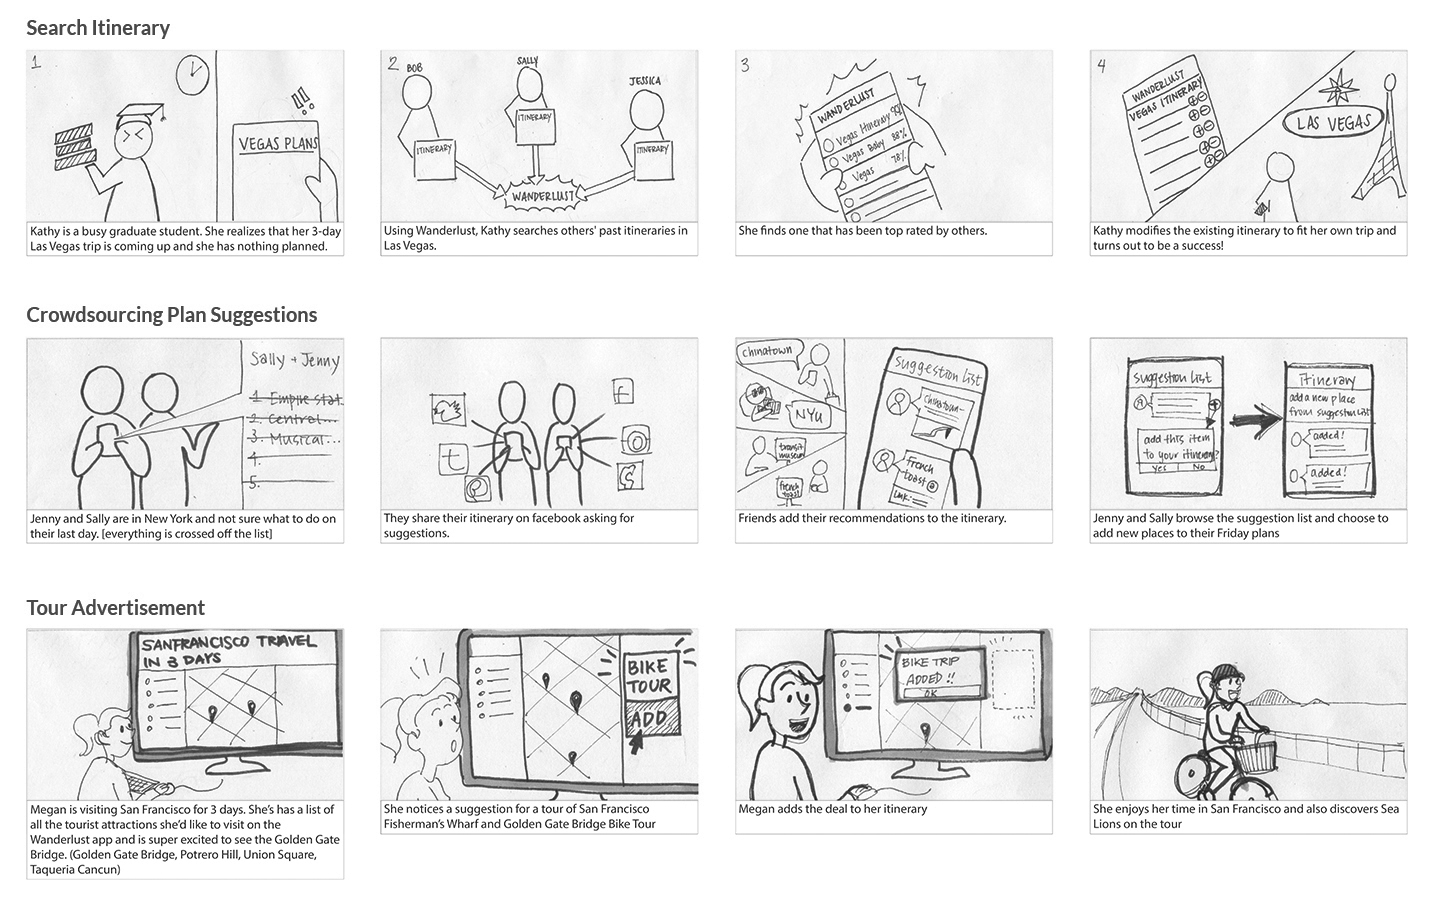 Search Itinerary
1
VEGAS PLANS
!!
Kathy is a busy graduate student. She realizes that her 3-day
Las Vegas trip is coming up and she has nothing planned.
2
BOB
SALLY
JESSICA
ITINERARY
ITINERARY
ITINERARY
WANDERLUST
Using Wanderlust, Kathy searches others' past itineraries in
Las Vegas.
3
WANDERLUST
Vegas Itinerary
Vegas Baby 88%
Vegas 78%
She finds one that has been top rated by others.
4
WANDERLUST
VEGAS ITINERARY
LAS VEGAS
Kathy modifies the existing itinerary to fit her own trip and
turns out to be a success!
Crowdsourcing Plan Suggestions
Sally + Jenny
1. Empire stat.
2. Central...
3. Musical...
4.
5.
Jenny and Sally are in New York and not sure what to do on
their last day. [everything is crossed off the list]
f
t
They share their itinerary on facebook asking for
suggestions.
chinatown
NYU
transit
museum
french
toast
suggestion list
chinatown-
French
toast @
Link:
Friends add their recommendations to the itinerary.
suggestion list
add this item
to your itinerary?
Yes No
itinerary
add a new place
from suggestion list
added!
added!
Jenny and Sally browse the suggestion list and choose to
add new places to their Friday plans
Tour Advertisement
SANFRANCISCO TRAVEL
IN 3 DAYS
Megan is visiting San Francisco for 3 days. She's has a list of
all the tourist attractions she'd like to visit on the
Wanderlust app and is super excited to see the Golden Gate
Bridge. (Golden Gate Bridge, Potrero Hill, Union Square,
Taqueria Cancun)
BIKE
TOUR
ADD
She notices a suggestion for a tour of San Francisco
Fisherman's Wharf and Golden Gate Bridge Bike Tour
BIKE TRIP
ADDED !!
OK
Megan adds the deal to her itinerary
She enjoys her time in San Francisco and also discovers Sea
Lions on the tour